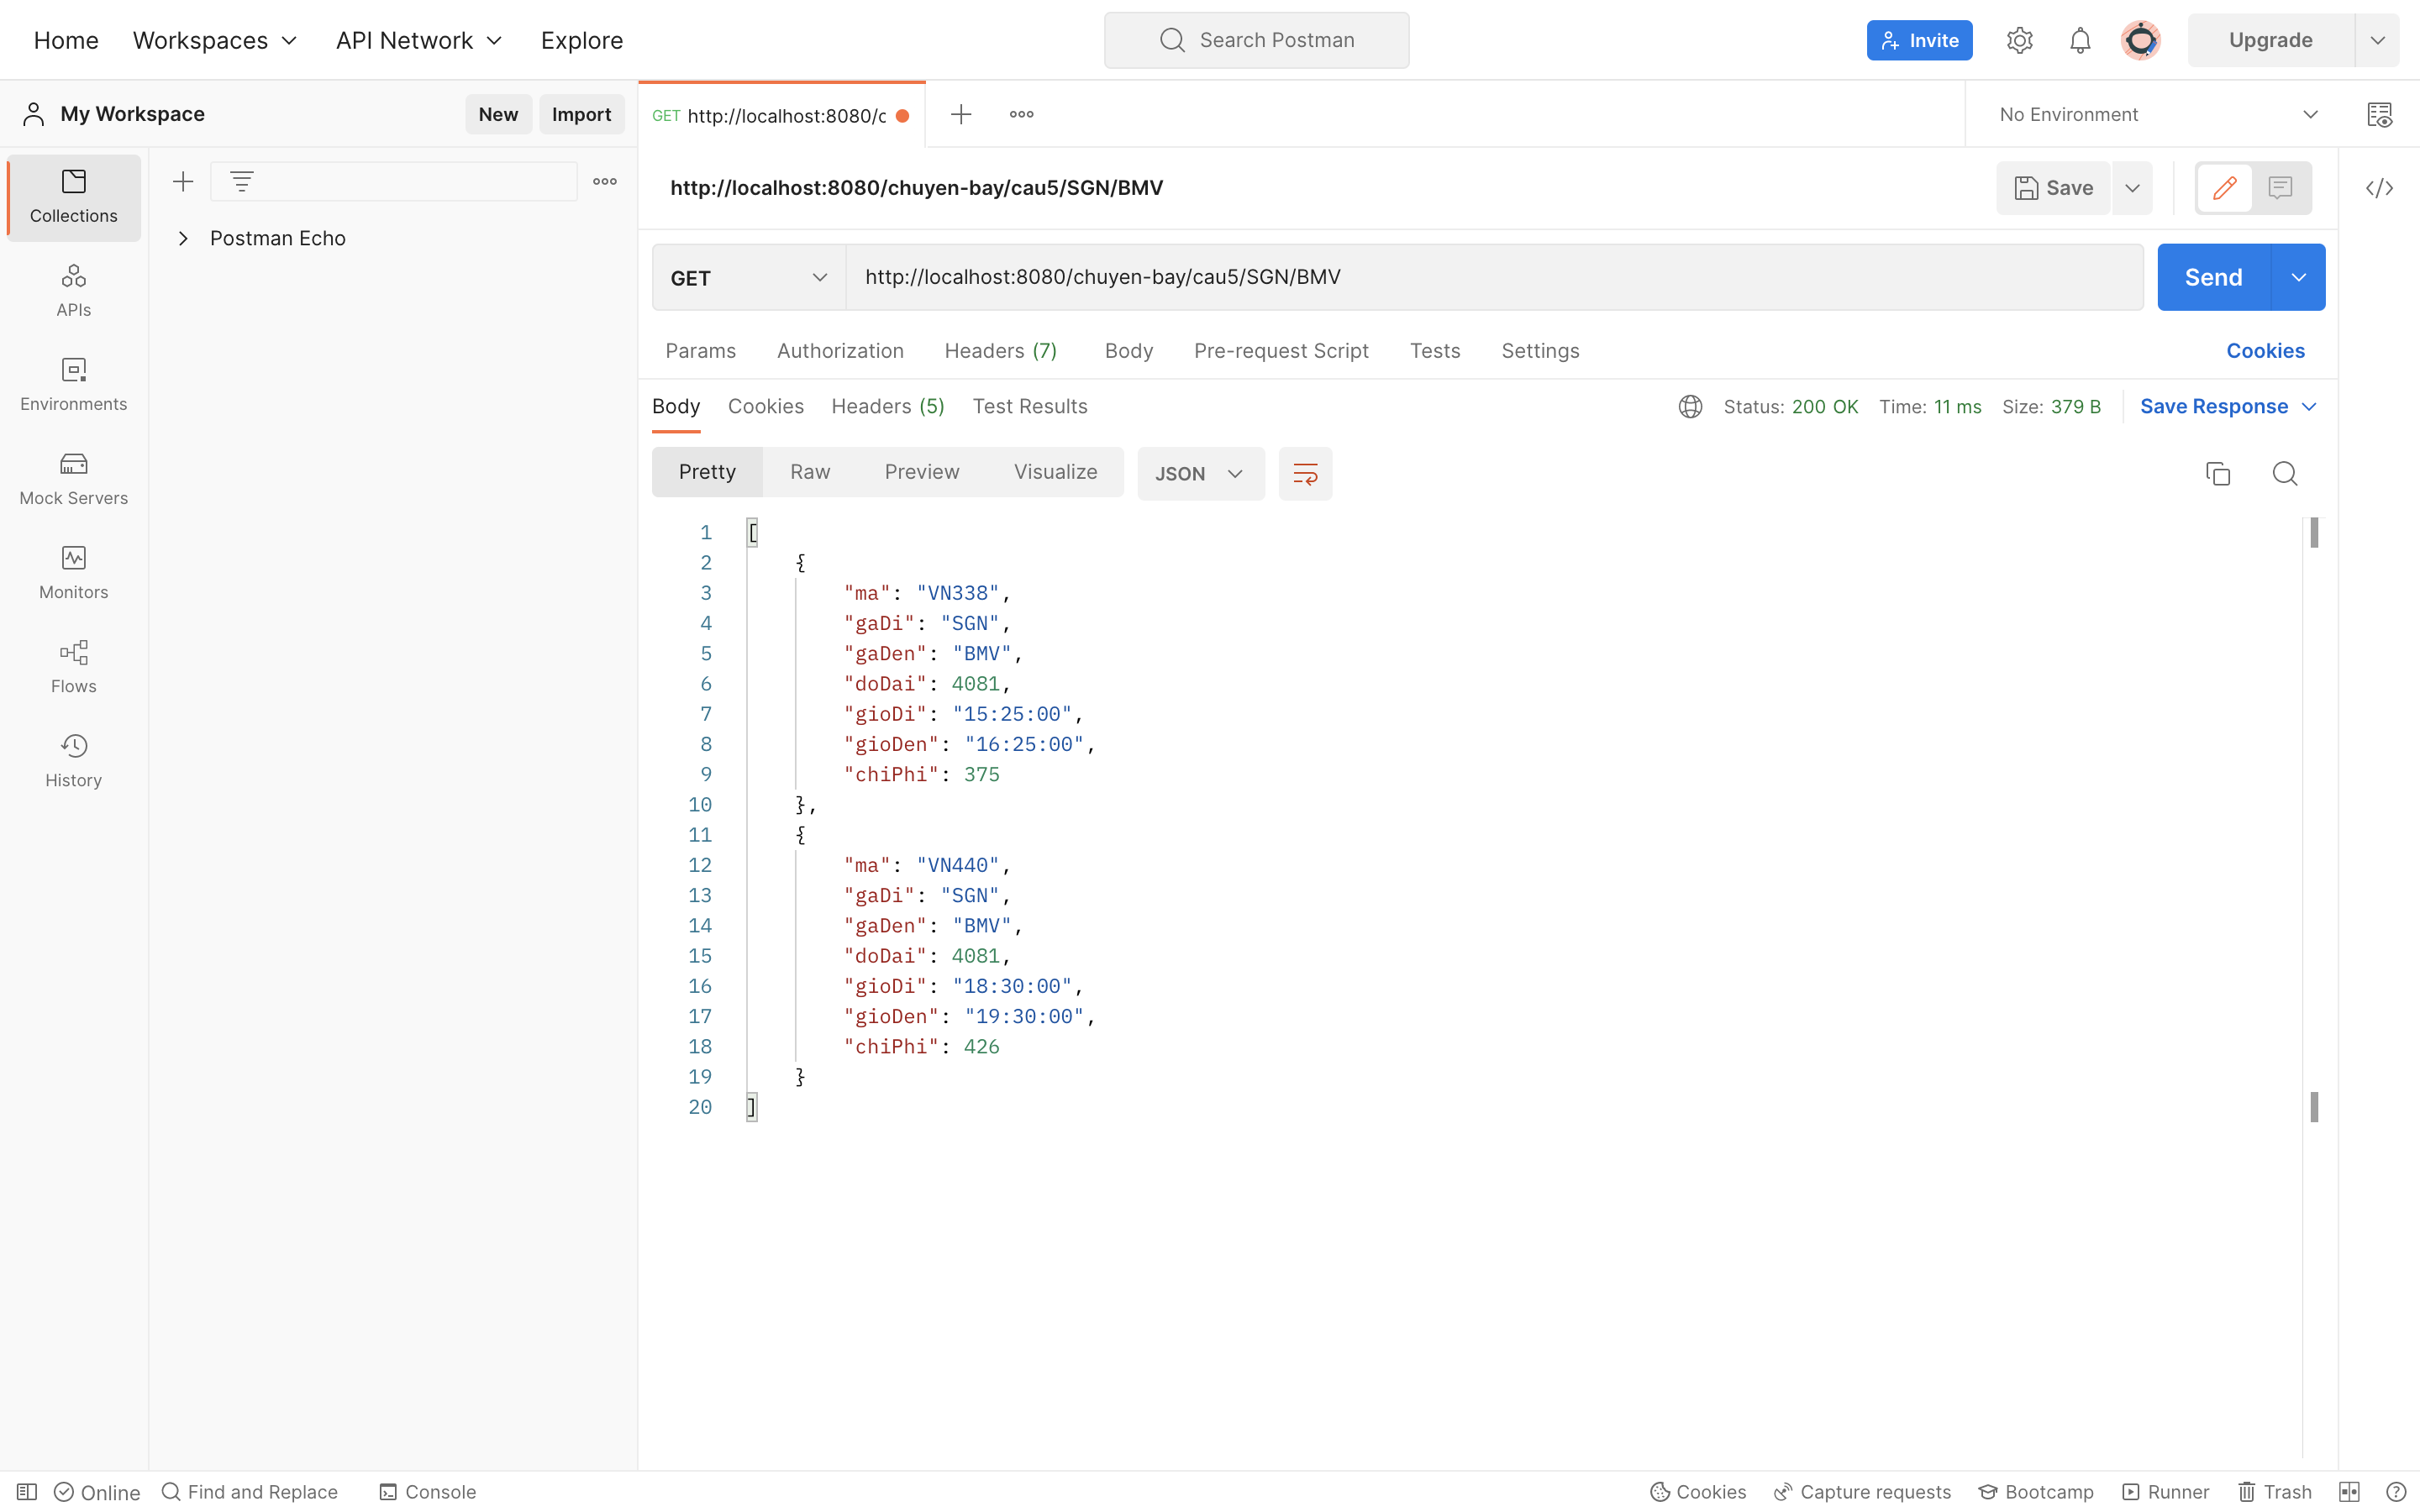 Home Workspaces API Network Explore Search Postman Invite Upgrade
My Workspace New Import GET http://localhost:8080/c No Environment
Collections
APIs
Environments
Mock Servers
Monitors
Flows
History
Postman Echo
http://localhost:8080/chuyen-bay/cau5/SGN/BMV Save
GET http://localhost:8080/chuyen-bay/cau5/SGN/BMV Send
Params Authorization Headers (7) Body Pre-request Script Tests Settings Cookies
Body Cookies Headers (5) Test Results Status: 200 OK Time: 11 ms Size: 379 B Save Response
Pretty Raw Preview Visualize JSON
1 [
2 {
3 "ma": "VN338",
4 "gaDi": "SGN",
5 "gaDen": "BMV",
6 "doDai": 4081,
7 "gioDi": "15:25:00",
8 "gioDen": "16:25:00",
9 "chiPhi": 375
10 },
11 {
12 "ma": "VN440",
13 "gaDi": "SGN",
14 "gaDen": "BMV",
15 "doDai": 4081,
16 "gioDi": "18:30:00",
17 "gioDen": "19:30:00",
18 "chiPhi": 426
19 }
20 ]
Online Find and Replace Console Cookies Capture requests Bootcamp Runner Trash